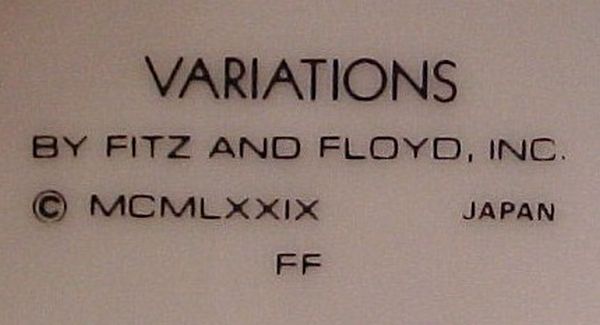 VARIATIONS
BY FITZ AND FLOYD, INC.
© MCMLXXIX JAPAN
FF